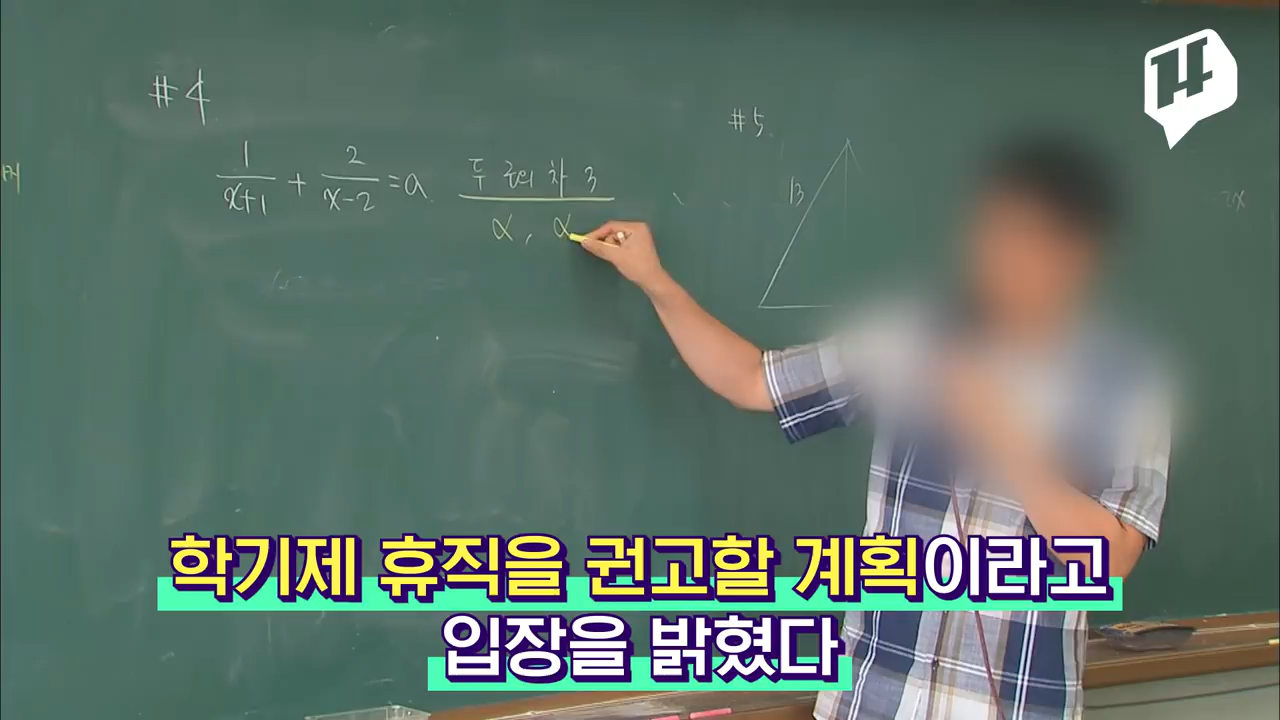 #4
1/(x+1) + 2/(x-2) = a 두 근의 차 3
α, α
#5
13
2x
학기제 휴직을 권고할 계획이라고
입장을 밝혔다